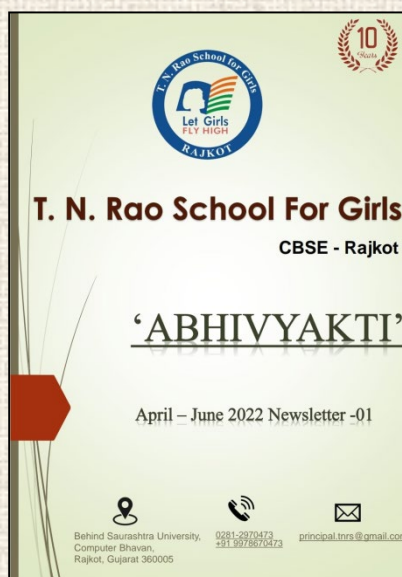 10
Years
T. N. Rao School for Girls
Let Girls
FLY HIGH
RAJKOT
T. N. Rao School For Girls
CBSE - Rajkot
‘ABHIVYAKTI’
April – June 2022 Newsletter -01
Behind Saurashtra University,
Computer Bhavan,
Rajkot, Gujarat 360005
0281-2970473
+91 9978670473
principal.tnrs@gmail.com